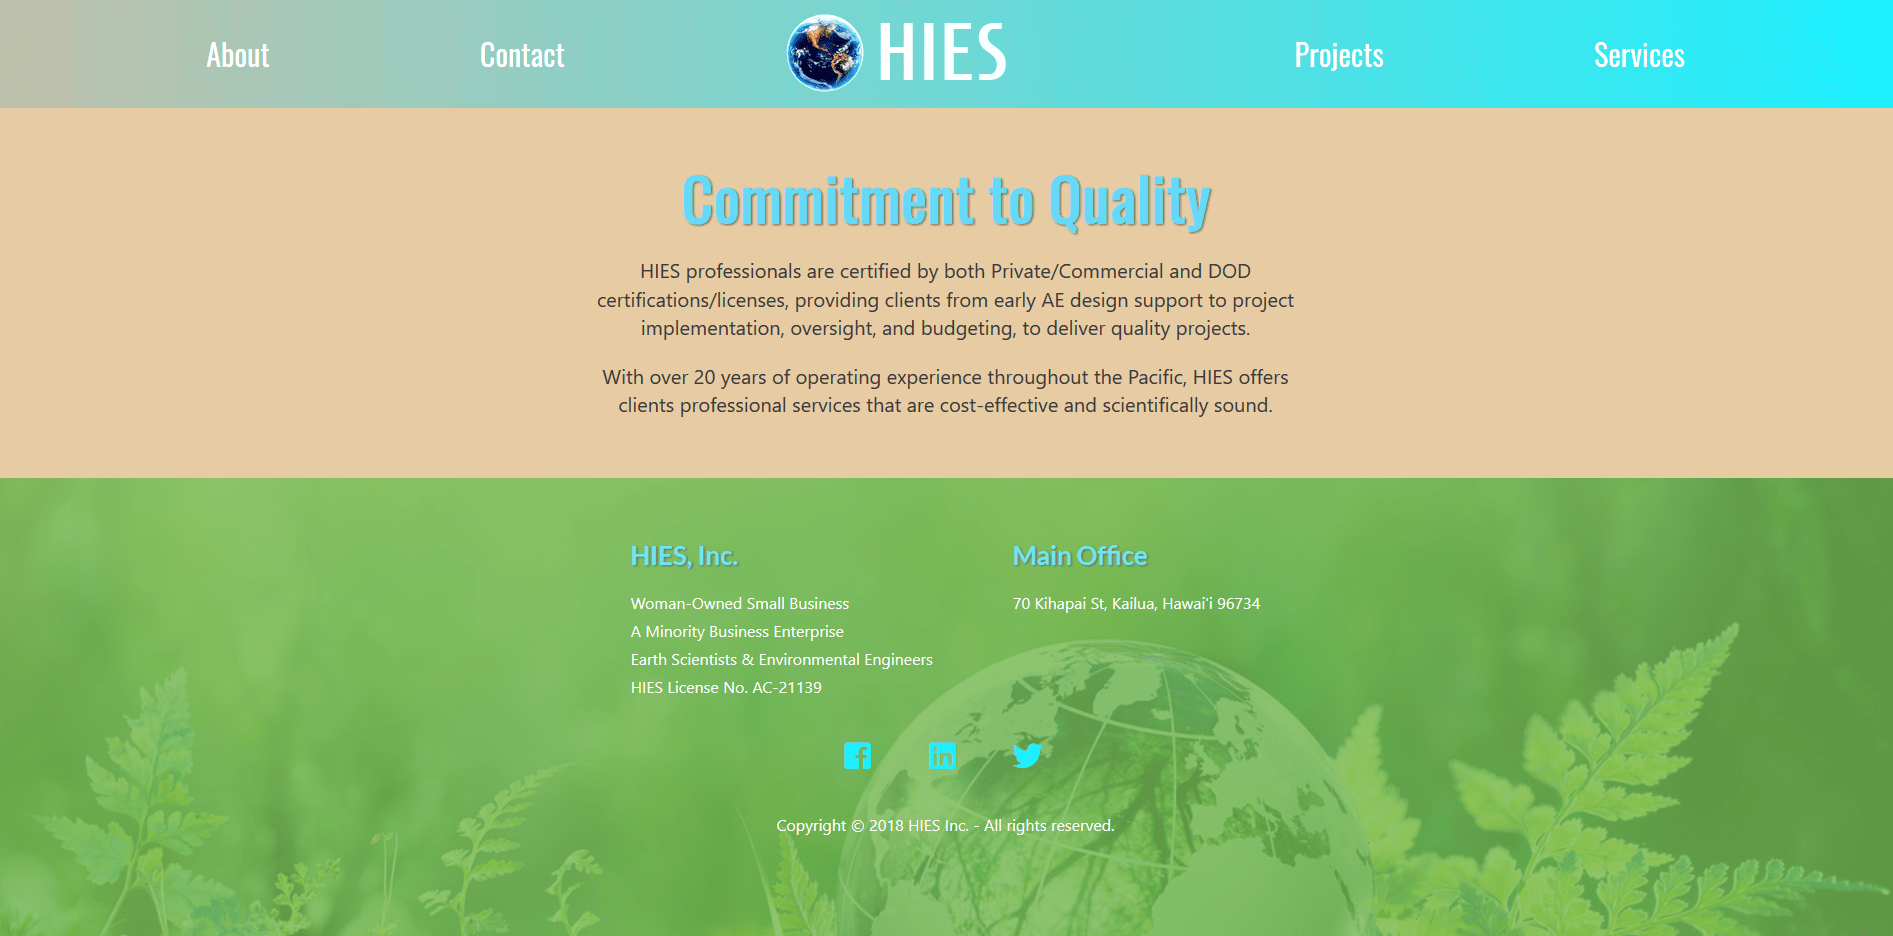 About
Contact
HIES
Projects
Services
Commitment to Quality
HIES professionals are certified by both Private/Commercial and DOD
certifications/licenses, providing clients from early AE design support to project
implementation, oversight, and budgeting, to deliver quality projects.
With over 20 years of operating experience throughout the Pacific, HIES offers
clients professional services that are cost-effective and scientifically sound.
HIES, Inc.
Woman-Owned Small Business
A Minority Business Enterprise
Earth Scientists & Environmental Engineers
HIES License No. AC-21139
Main Office
70 Kihapai St, Kailua, Hawai'i 96734
Copyright © 2018 HIES Inc. - All rights reserved.